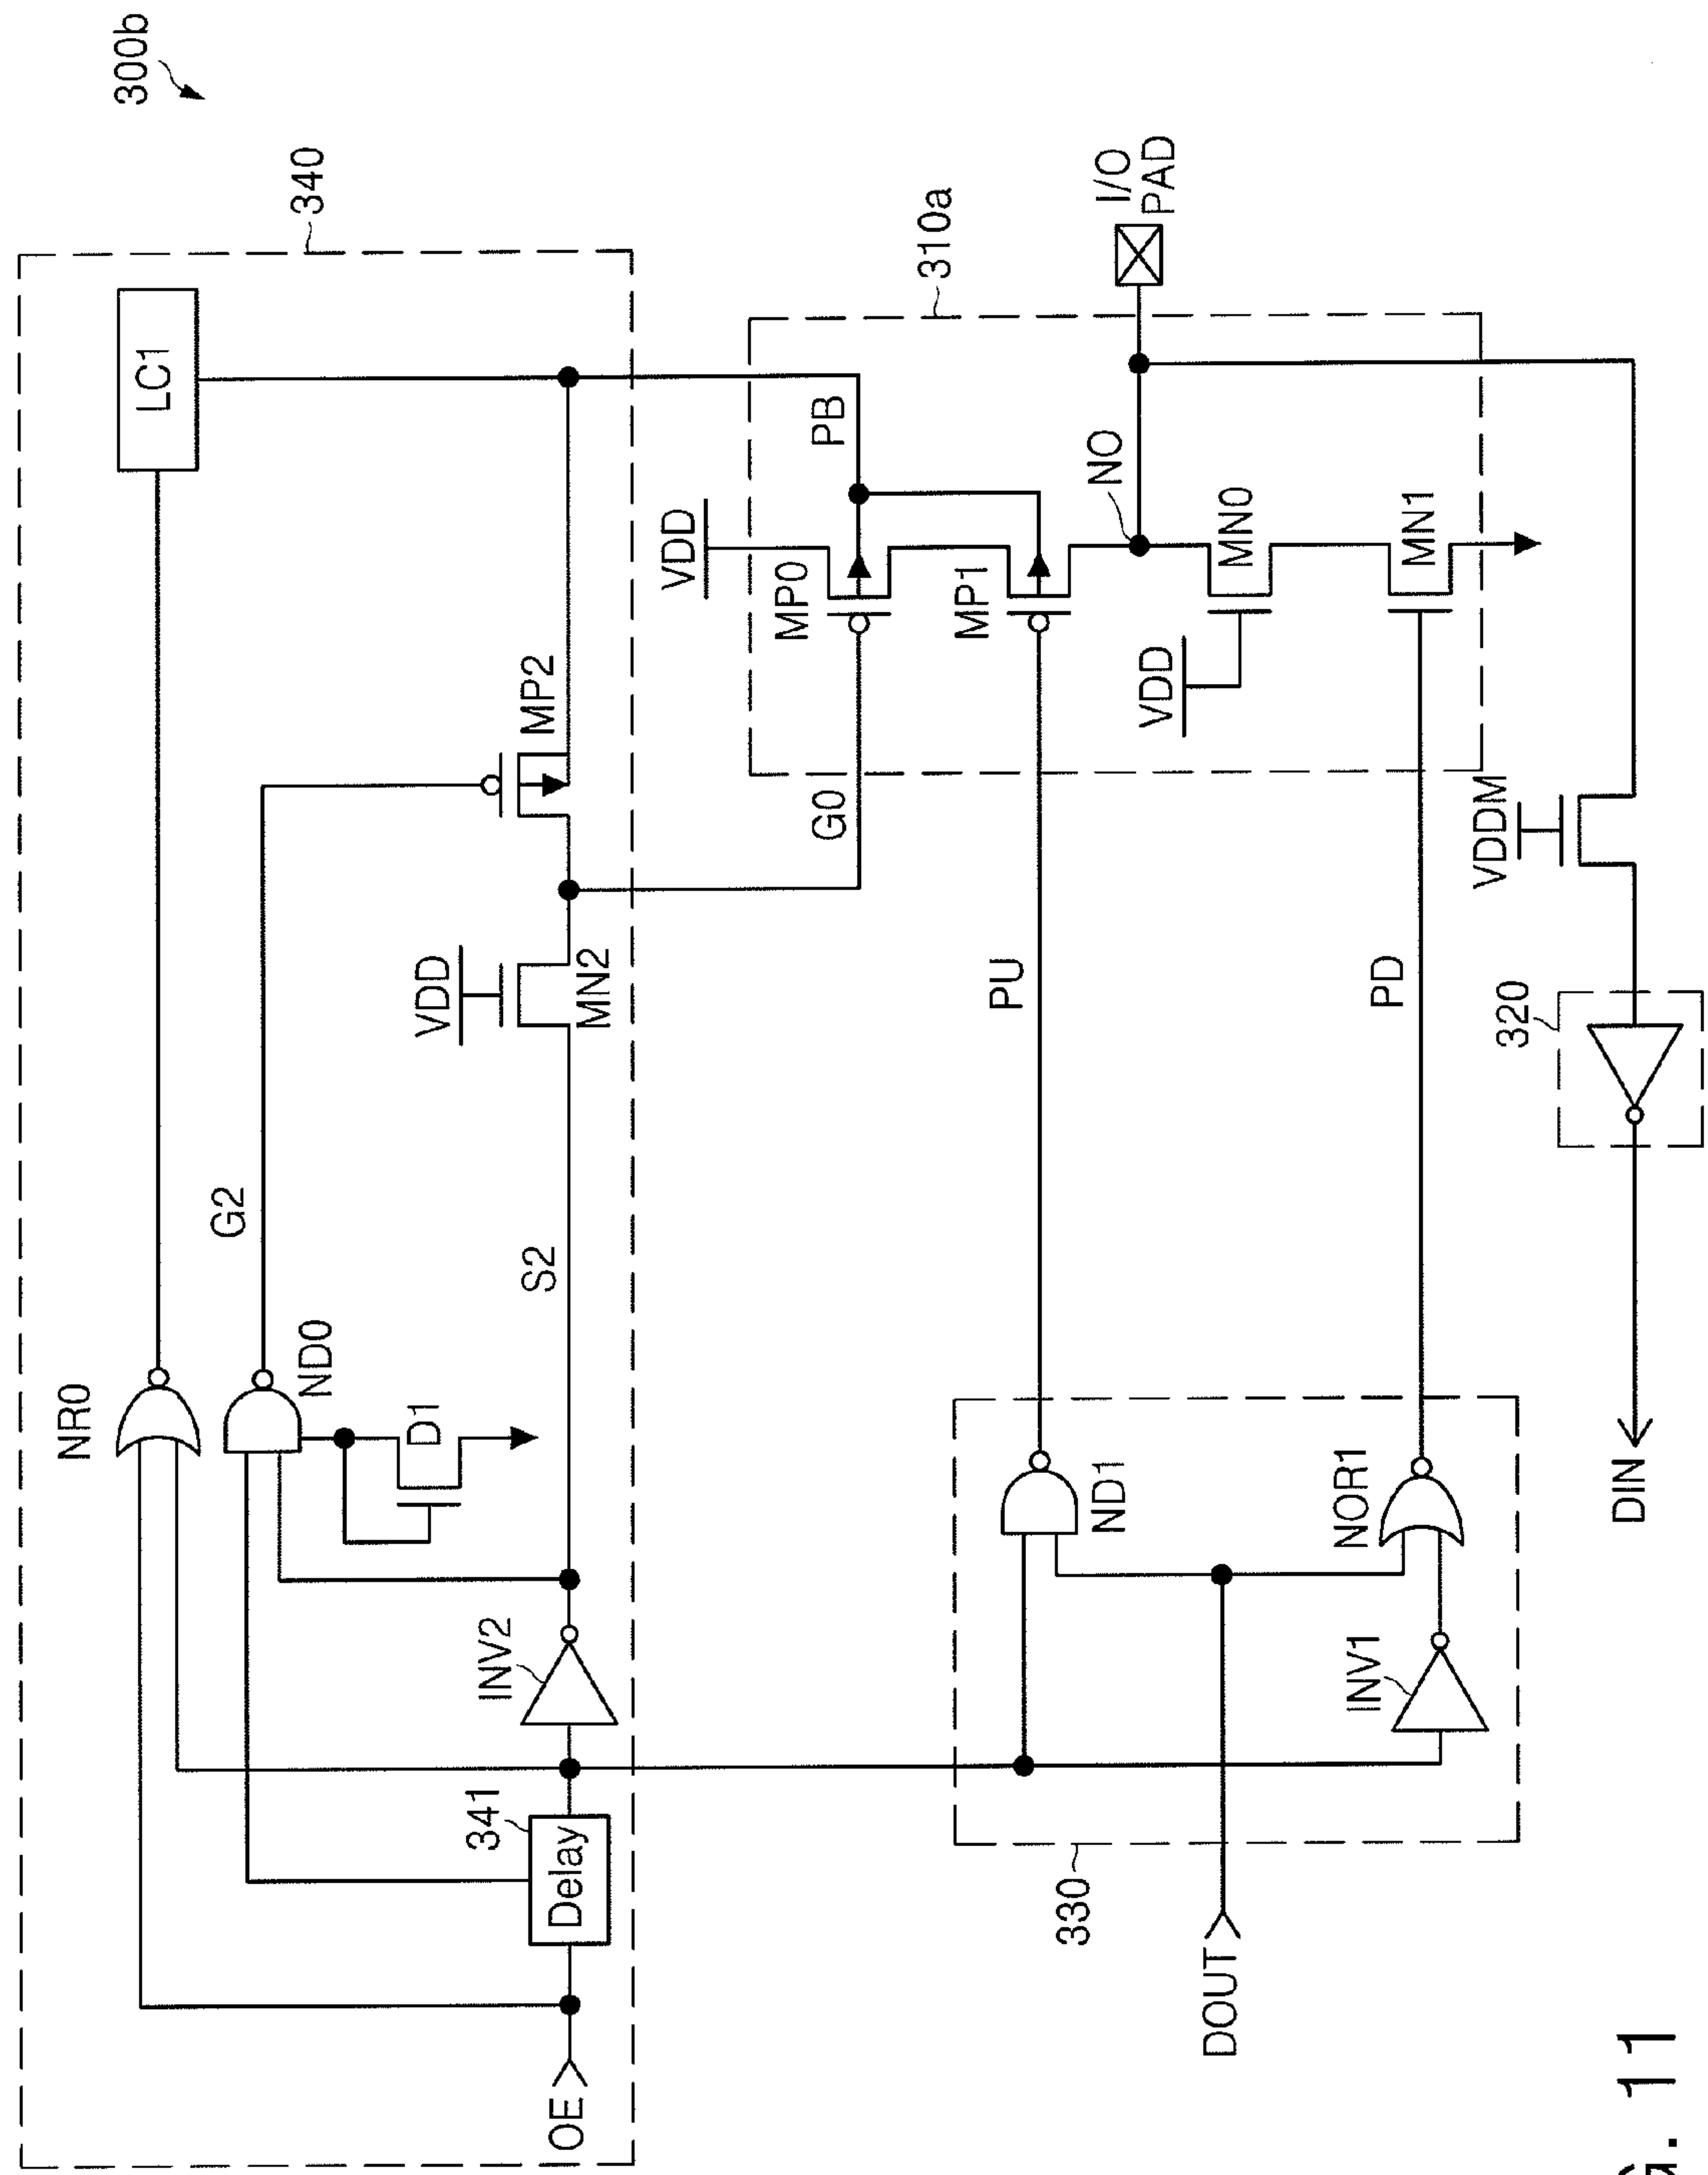 300b
340
LC1
NR0
G2
ND0
D1
MP2
VDD
MN2
S2
INV2
341
Delay
OE
310a
VDD
PB
MP0
G0
MP1
NO
I/O
PAD
MN0
VDD
MN1
PU
PD
ND1
NOR1
INV1
330
DOUT
VDDM
320
DIN
G. 11